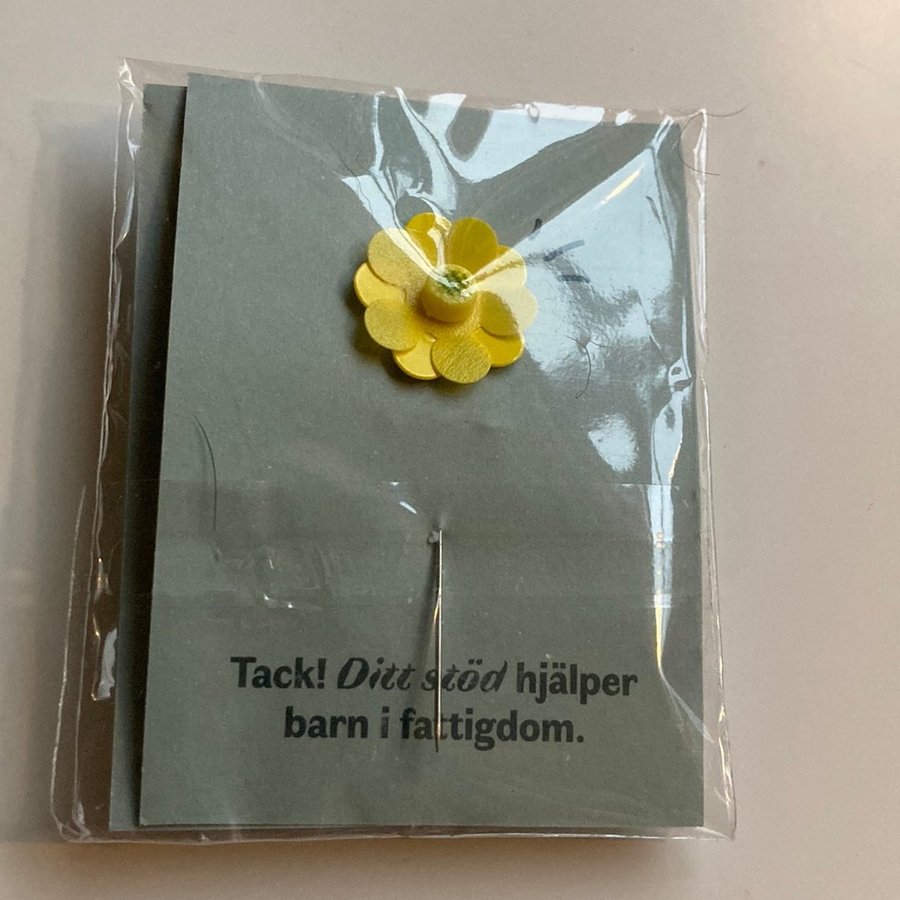 Tack! Ditt stöd hjälper
barn i fattigdom.